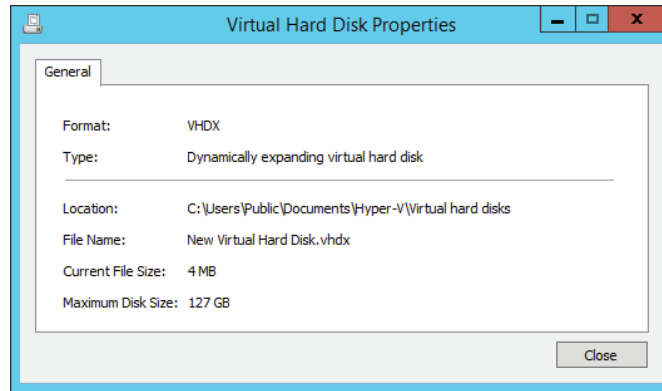 Virtual Hard Disk Properties
General
Format: VHDX
Type: Dynamically expanding virtual hard disk
Location: C:\Users\Public\Documents\Hyper-V\Virtual hard disks
File Name: New Virtual Hard Disk.vhdx
Current File Size: 4 MB
Maximum Disk Size: 127 GB
Close